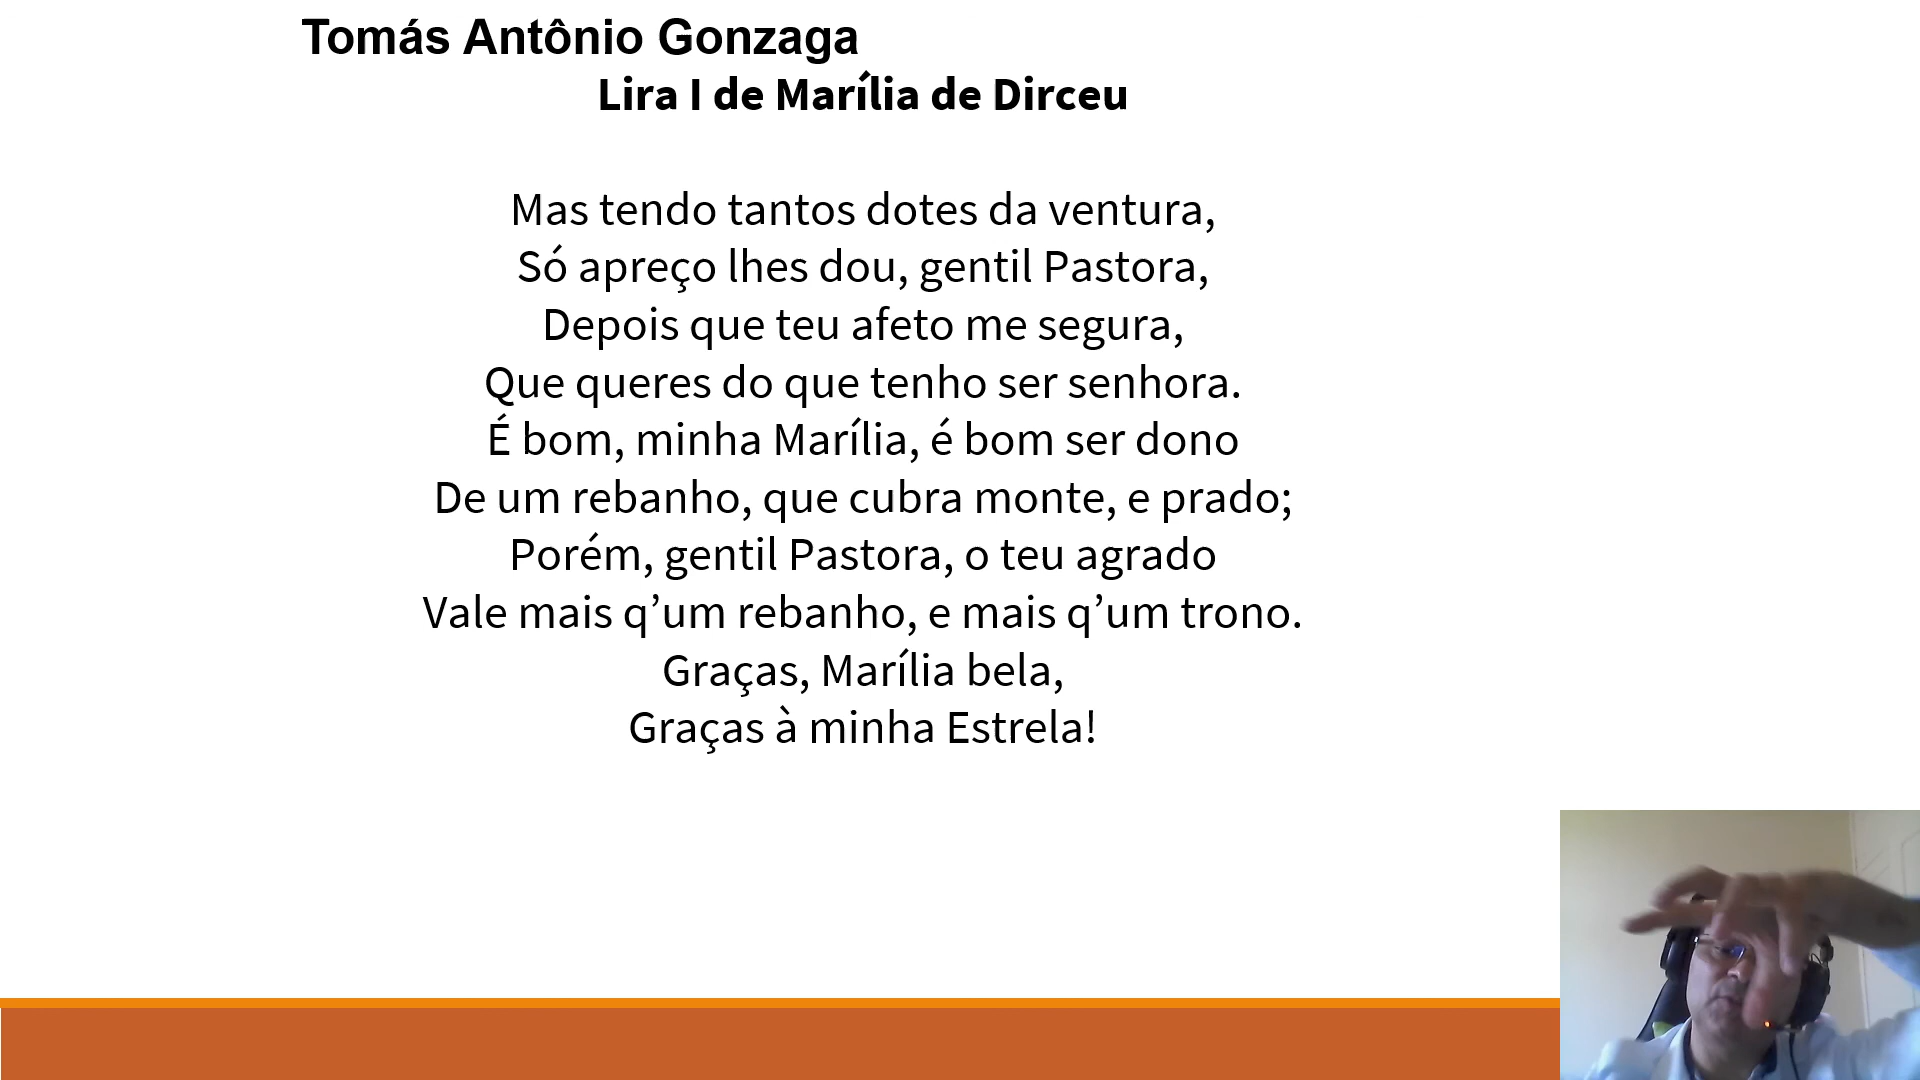 Tomás Antônio Gonzaga
Lira I de Marília de Dirceu
Mas tendo tantos dotes da ventura,
Só apreço lhes dou, gentil Pastora,
Depois que teu afeto me segura,
Que queres do que tenho ser senhora.
É bom, minha Marília, é bom ser dono
De um rebanho, que cubra monte, e prado;
Porém, gentil Pastora, o teu agrado
Vale mais q’um rebanho, e mais q’um trono.
Graças, Marília bela,
Graças à minha Estrela!